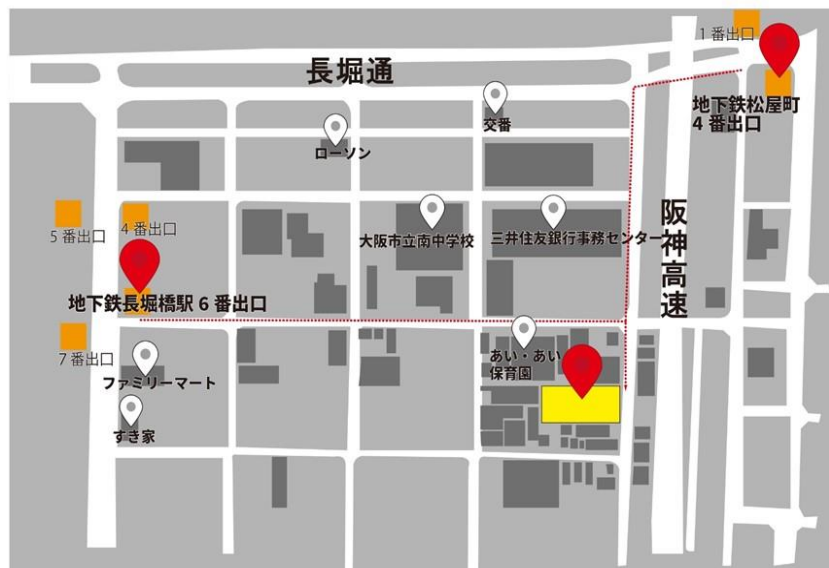 1番出口
長堀通
地下鉄松屋町
4番出口
交番
ローソン
阪神高速
5番出口
4番出口
大阪市立南中学校
三井住友銀行事務センター
地下鉄長堀橋駅6番出口
7番出口
あい・あい
保育園
ファミリーマート
すき家